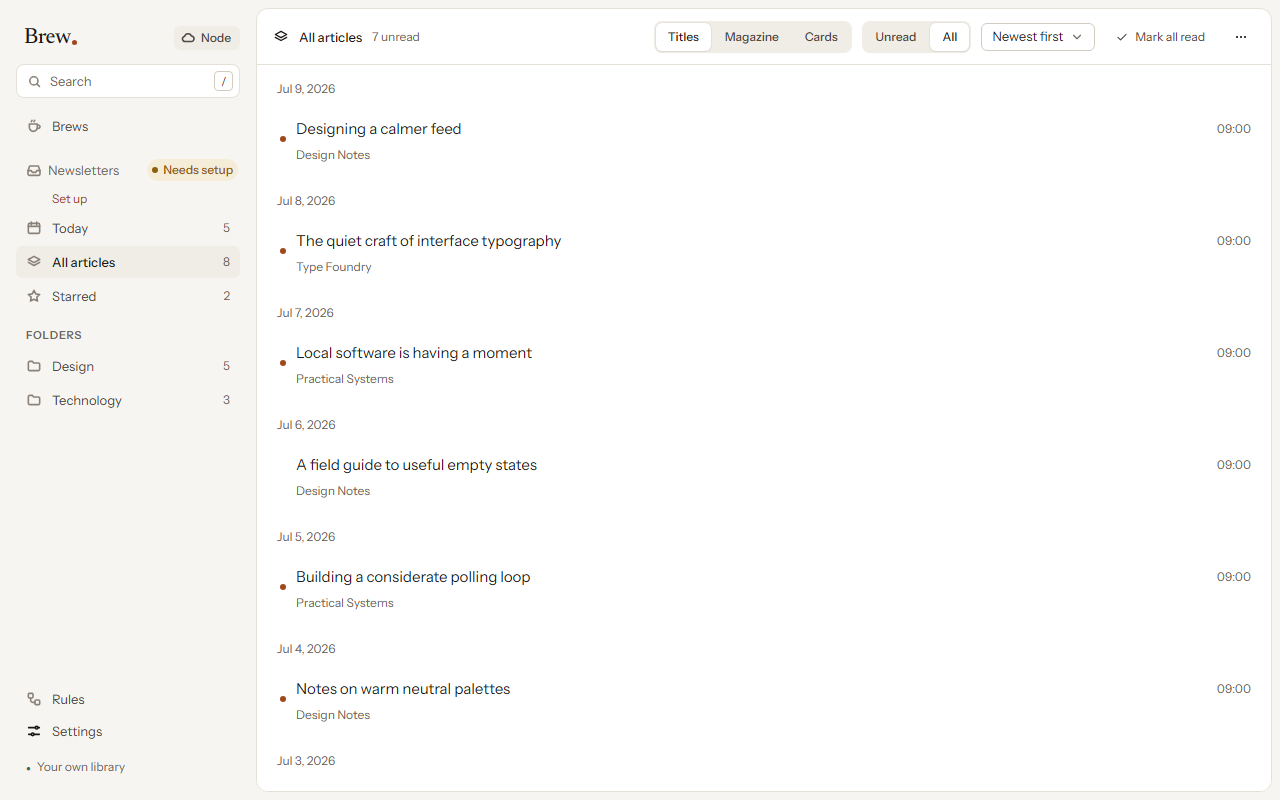 Brew.
Node
Search /
Brews
Newsletters Needs setup
Set up
Today 5
All articles 8
Starred 2
FOLDERS
Design 5
Technology 3
Rules
Settings
• Your own library
All articles 7 unread Titles Magazine Cards Unread All Newest first Mark all read ...
Jul 9, 2026
Designing a calmer feed 09:00
Design Notes
Jul 8, 2026
The quiet craft of interface typography 09:00
Type Foundry
Jul 7, 2026
Local software is having a moment 09:00
Practical Systems
Jul 6, 2026
A field guide to useful empty states 09:00
Design Notes
Jul 5, 2026
Building a considerate polling loop 09:00
Practical Systems
Jul 4, 2026
Notes on warm neutral palettes 09:00
Design Notes
Jul 3, 2026